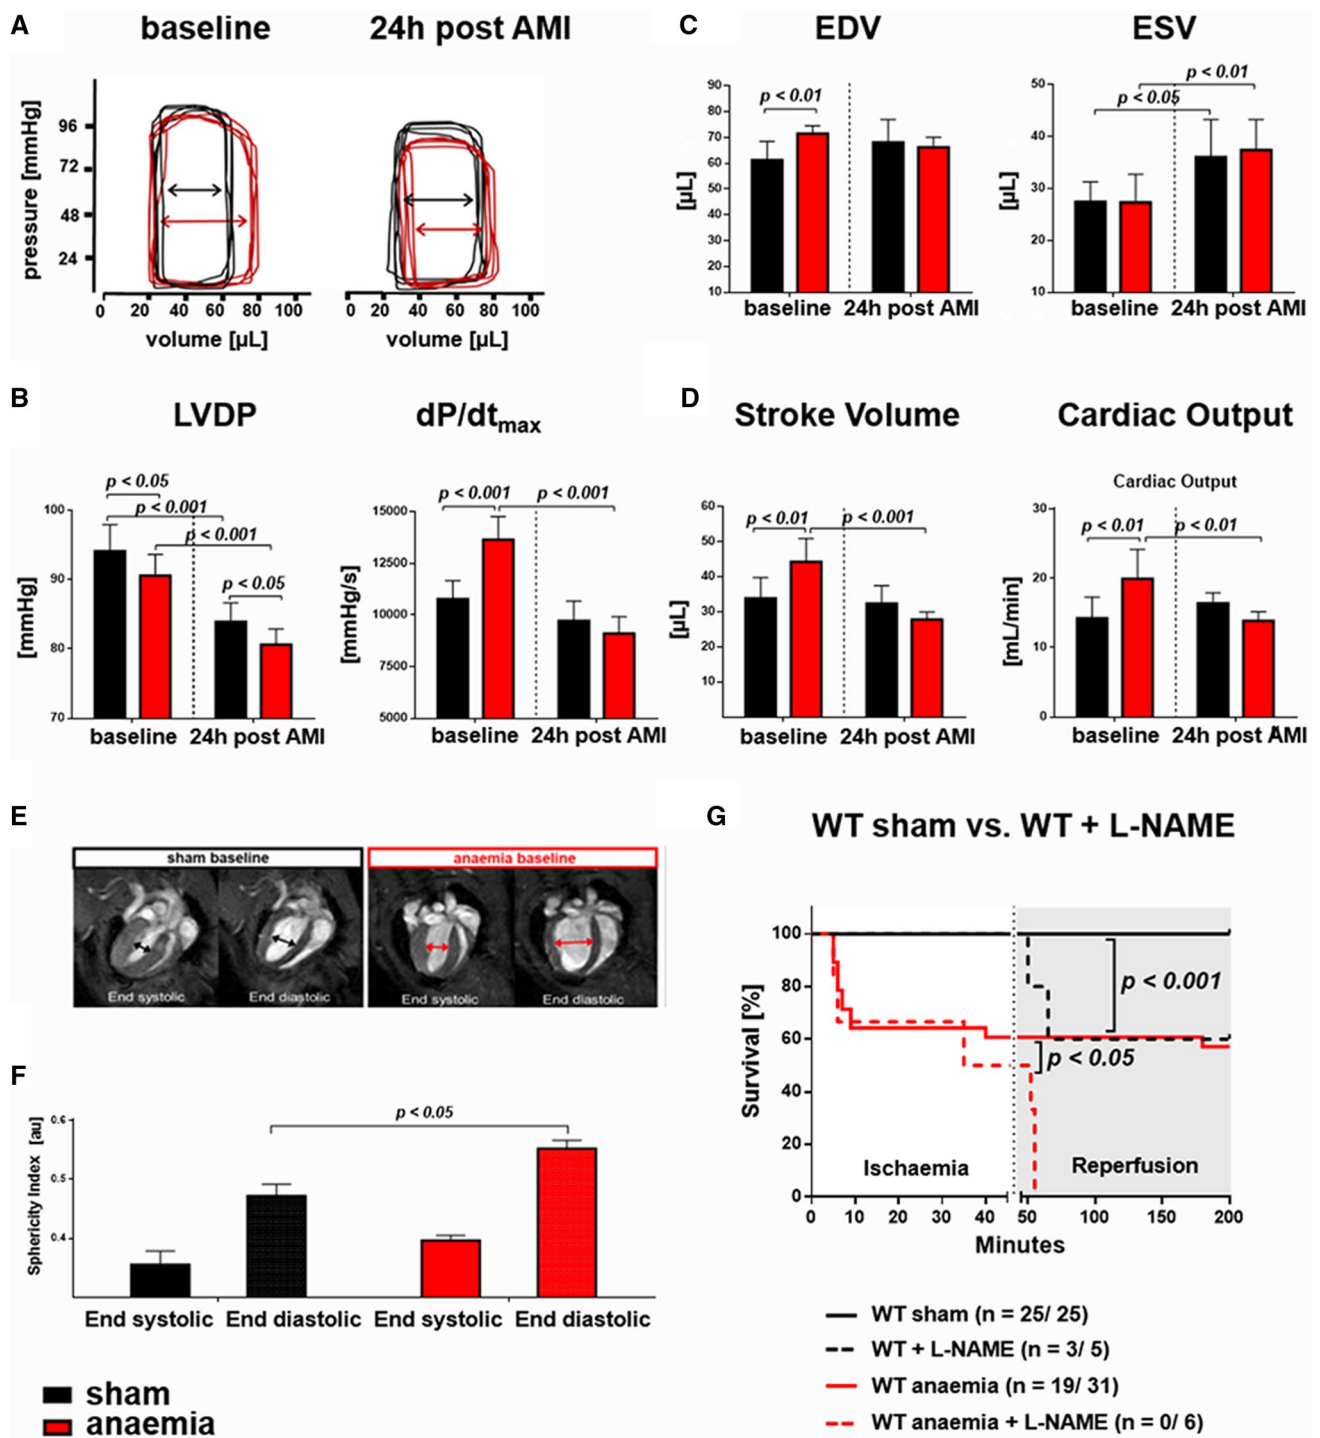 A
baseline
24h post AMI
pressure [mmHg]
96
72
48
24
0 20 40 60 80 100
0 20 40 60 80 100
volume [µL]
volume [µL]
C
EDV
ESV
[µL]
90
80
70
60
50
40
30
20
10
p < 0.01
baseline
24h post AMI
[µL]
50
40
30
20
10
p < 0.01
p < 0.05
baseline
24h post AMI
B
LVDP
dP/dtmax
[mmHg]
100
90
80
70
p < 0.05
p < 0.001
p < 0.001
p < 0.05
baseline
24h post AMI
[mmHg/s]
15000
12500
10000
7500
5000
p < 0.001
p < 0.001
baseline
24h post AMI
D
Stroke Volume
Cardiac Output
[µL]
60
50
40
30
20
10
p < 0.01
p < 0.001
baseline
24h post AMI
Cardiac Output
[mL/min]
30
20
10
0
p < 0.01
p < 0.01
baseline
24h post AMI
E
sham baseline
anaemia baseline
End systolic
End diastolic
End systolic
End diastolic
F
Sphericity Index [au]
0.6
0.5
0.4
p < 0.05
End systolic
End diastolic
End systolic
End diastolic
sham
anaemia
G
WT sham vs. WT + L-NAME
Survival [%]
100
80
60
40
20
0
p < 0.001
p < 0.05
Ischaemia
Reperfusion
0 10 20 30 40 50 100 150 200
Minutes
WT sham (n = 25/ 25)
WT + L-NAME (n = 3/ 5)
WT anaemia (n = 19/ 31)
WT anaemia + L-NAME (n = 0/ 6)